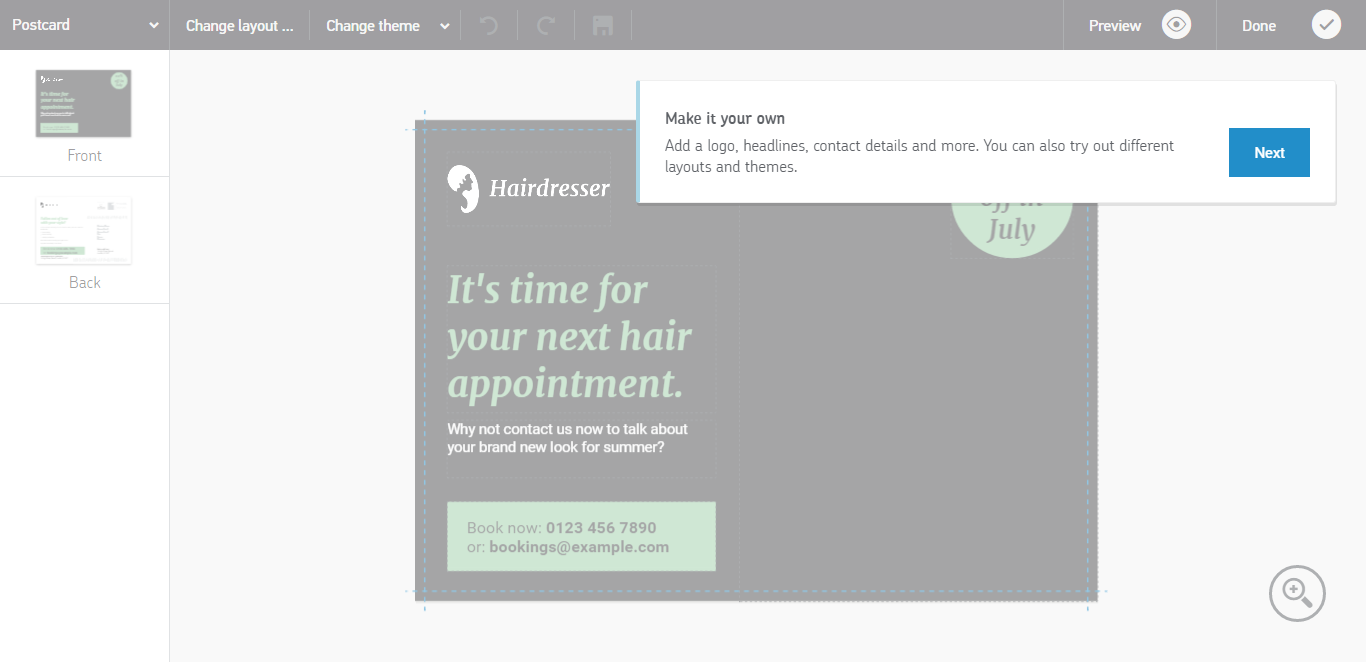 Postcard
Change layout ...
Change theme
Preview
Done
Front
Back
Make it your own
Add a logo, headlines, contact details and more. You can also try out different
layouts and themes.
Next
Hairdresser
July
It's time for
your next hair
appointment.
Why not contact us now to talk about
your brand new look for summer?
Book now: 0123 456 7890
or: bookings@example.com